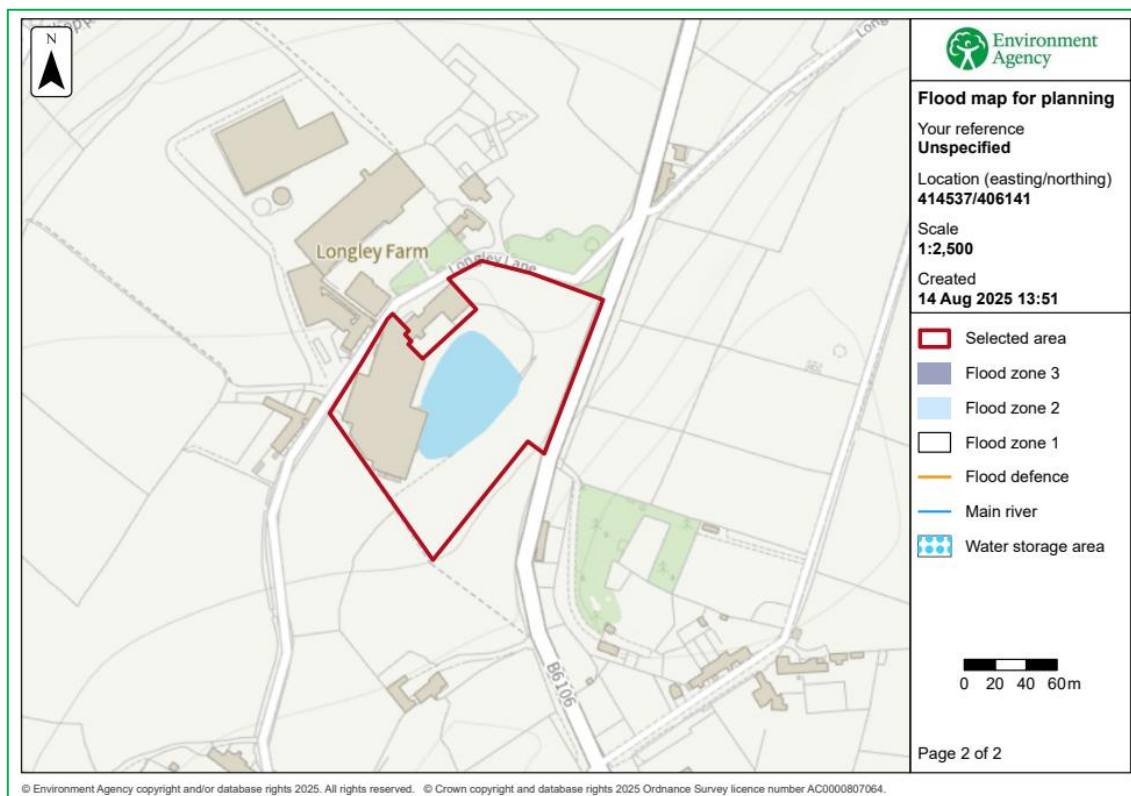 N
Longley Farm
Longley Lane
B6106
Environment
Agency
Flood map for planning
Your reference
Unspecified
Location (easting/northing)
414537/406141
Scale
1:2,500
Created
14 Aug 2025 13:51
Selected area
Flood zone 3
Flood zone 2
Flood zone 1
Flood defence
Main river
Water storage area
0 20 40 60m
Page 2 of 2
© Environment Agency copyright and/or database rights 2025. All rights reserved. © Crown copyright and database rights 2025 Ordnance Survey licence number AC0000807064.